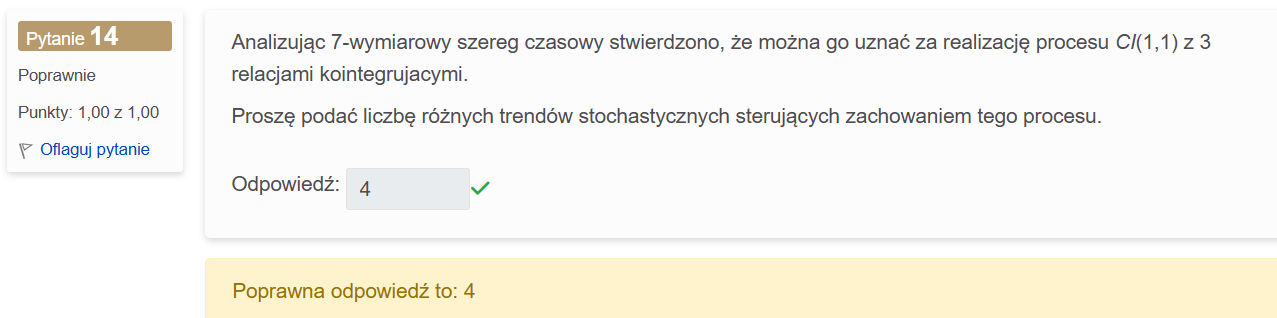 Pytanie 14
Poprawnie
Punkty: 1,00 z 1,00
Oflaguj pytanie
Analizując 7-wymiarowy szereg czasowy stwierdzono, że można go uznać za realizację procesu CI(1,1) z 3
relacjami kointegrujacymi.
Proszę podać liczbę różnych trendów stochastycznych sterujących zachowaniem tego procesu.
Odpowiedź: 4
Poprawna odpowiedź to: 4